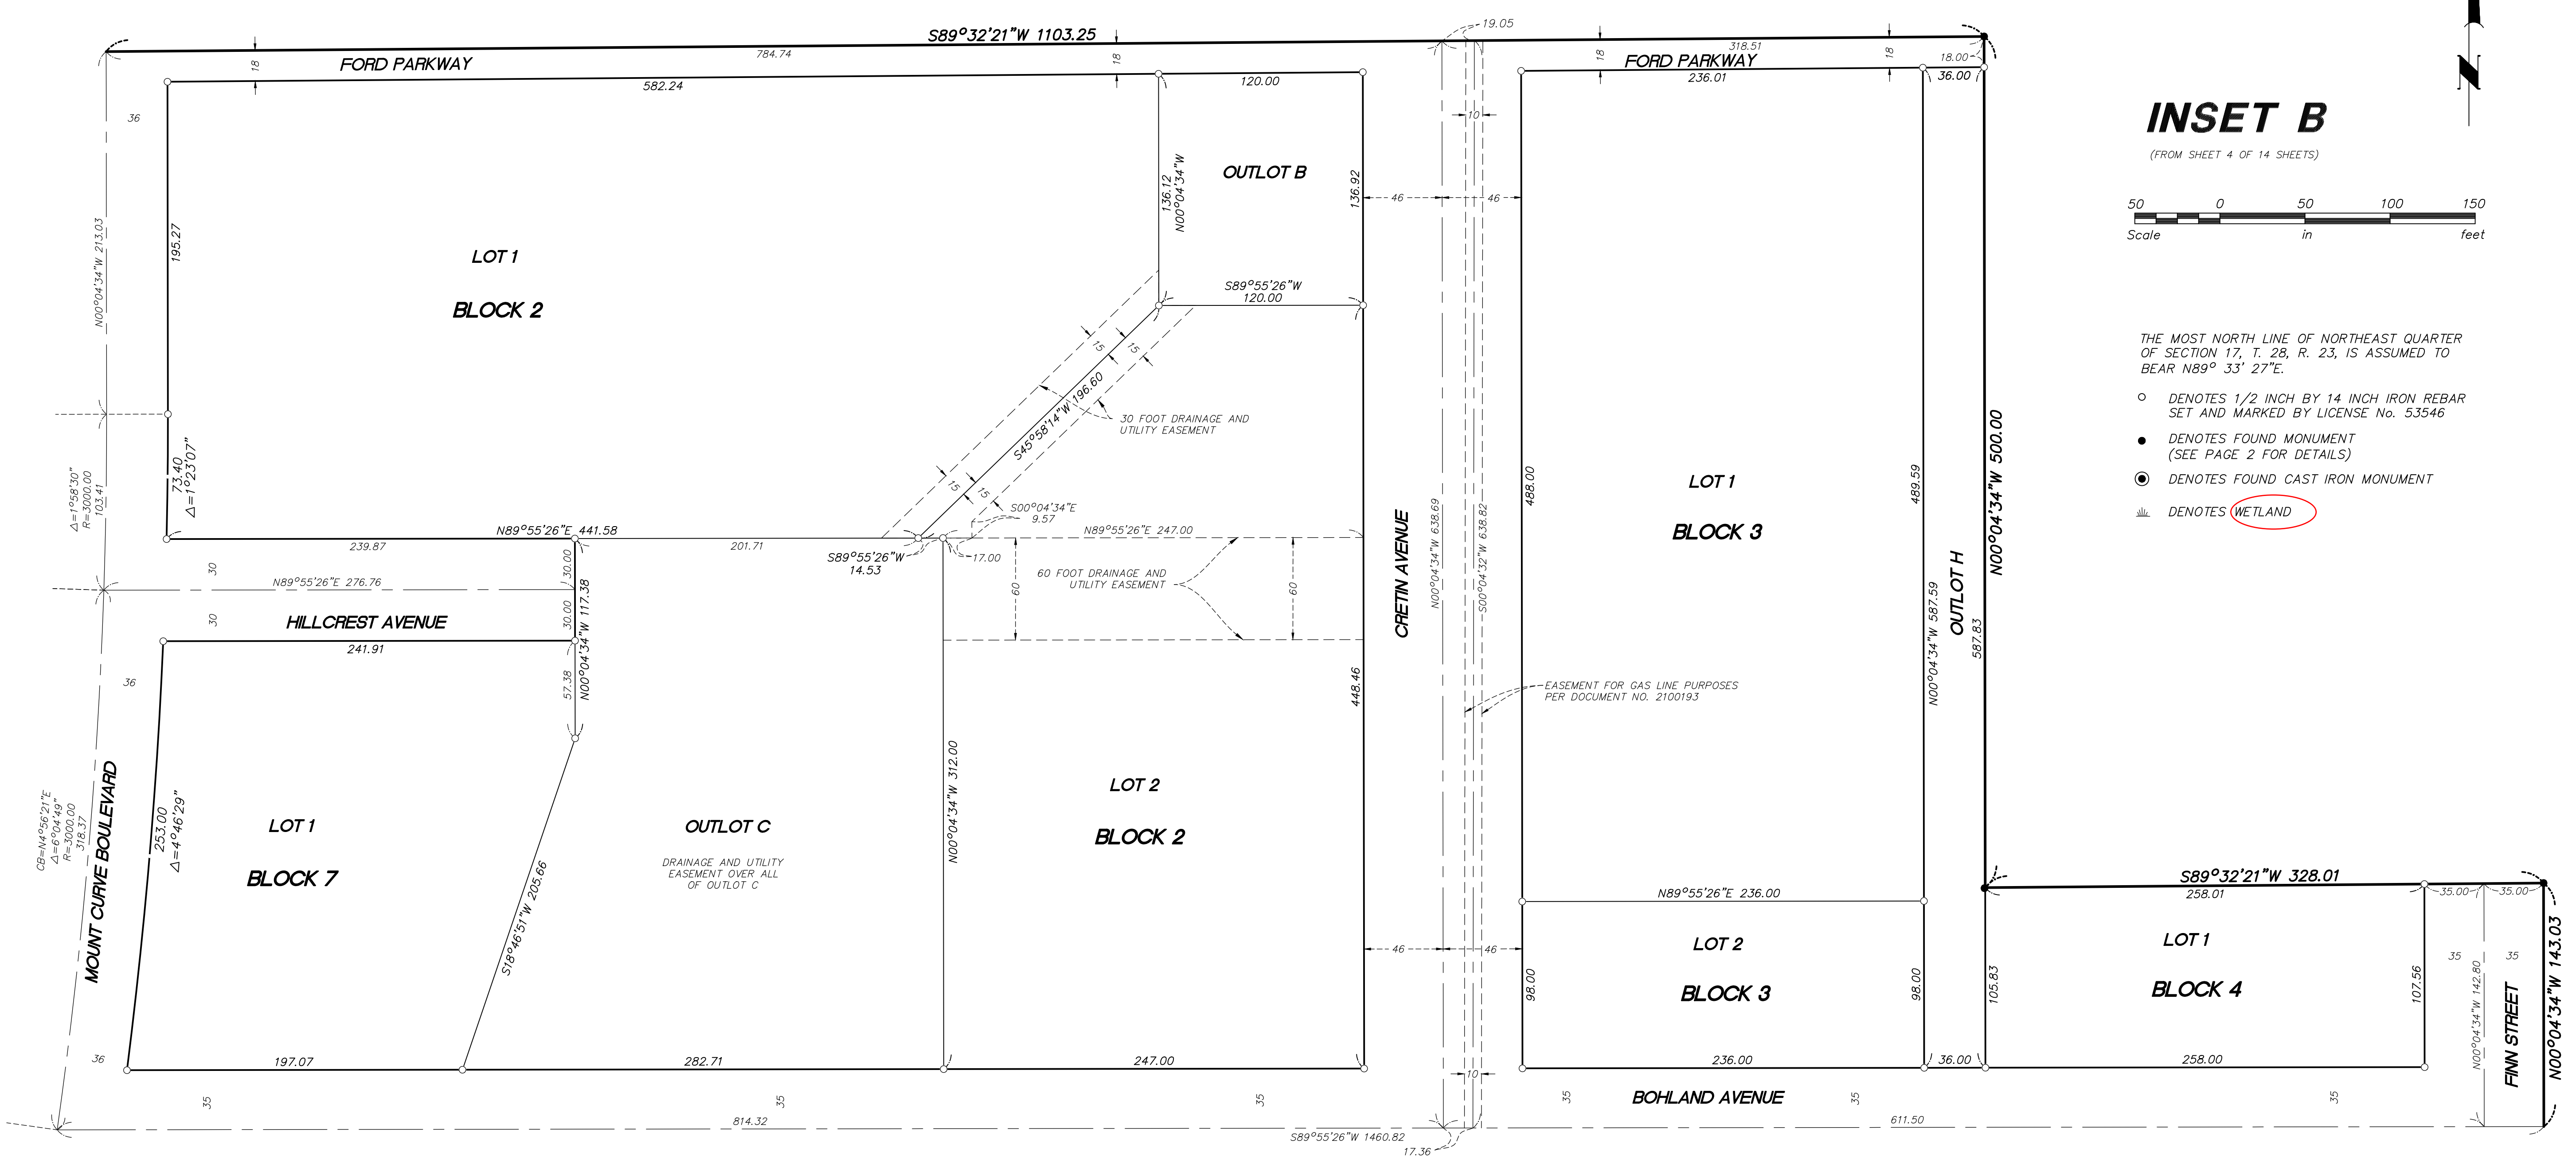 S89°32'21"W 1103.25
784.74
19.05
318.51
18.00
FORD PARKWAY
18
18
582.24
120.00
FORD PARKWAY
18
18
236.01
36.00
N
INSET B
(FROM SHEET 4 OF 14 SHEETS)
50 0 50 100 150
Scale in feet
THE MOST NORTH LINE OF NORTHEAST QUARTER
OF SECTION 17, T. 28, R. 23, IS ASSUMED TO
BEAR N89° 33' 27"E.
DENOTES 1/2 INCH BY 14 INCH IRON REBAR
SET AND MARKED BY LICENSE No. 53546
DENOTES FOUND MONUMENT
(SEE PAGE 2 FOR DETAILS)
DENOTES FOUND CAST IRON MONUMENT
DENOTES WETLAND
36
N00°04'34"W 213.03
195.27
LOT 1
BLOCK 2
136.12
N00°04'34"W
OUTLOT B
136.92
S89°55'26"W
120.00
46
46
10
15
15
S45°58'14"W 196.60
30 FOOT DRAINAGE AND
UTILITY EASEMENT
15
15
Δ=1°58'30"
R=3000.00
103.41
73.40
Δ=1°23'07"
N89°55'26"E 441.58
239.87
201.71
S00°04'34"E
9.57
N89°55'26"E 247.00
S89°55'26"W
14.53
17.00
30
N89°55'26"E 276.76
30
30.00
30.00
N00°04'34"W 117.38
57.38
HILLCREST AVENUE
241.91
60 FOOT DRAINAGE AND
UTILITY EASEMENT
60
60
CRETIN AVENUE
N00°04'34"W 638.69
S00°04'32"W 638.82
EASEMENT FOR GAS LINE PURPOSES
PER DOCUMENT NO. 2100193
488.00
LOT 1
BLOCK 3
489.59
N00°04'34"W 587.59
OUTLOT H
587.83
N00°04'34"W 500.00
36
CB=N4°56'21"E
Δ=6°04'49"
R=3000.00
318.37
MOUNT CURVE BOULEVARD
253.00
Δ=4°46'29"
LOT 1
BLOCK 7
S18°46'51"W 205.66
OUTLOT C
DRAINAGE AND UTILITY
EASEMENT OVER ALL
OF OUTLOT C
N00°04'34"W 312.00
LOT 2
BLOCK 2
448.46
46
46
N89°55'26"E 236.00
LOT 2
BLOCK 3
98.00
98.00
105.83
S89°32'21"W 328.01
258.01
35.00
35.00
LOT 1
BLOCK 4
107.56
35
35
N00°04'34"W 142.80
FINN STREET
N00°04'34"W 143.03
36
197.07
282.71
247.00
10
236.00
36.00
258.00
35
35
35
35
BOHLAND AVENUE
35
35
814.32
S89°55'26"W 1460.82
17.36
611.50